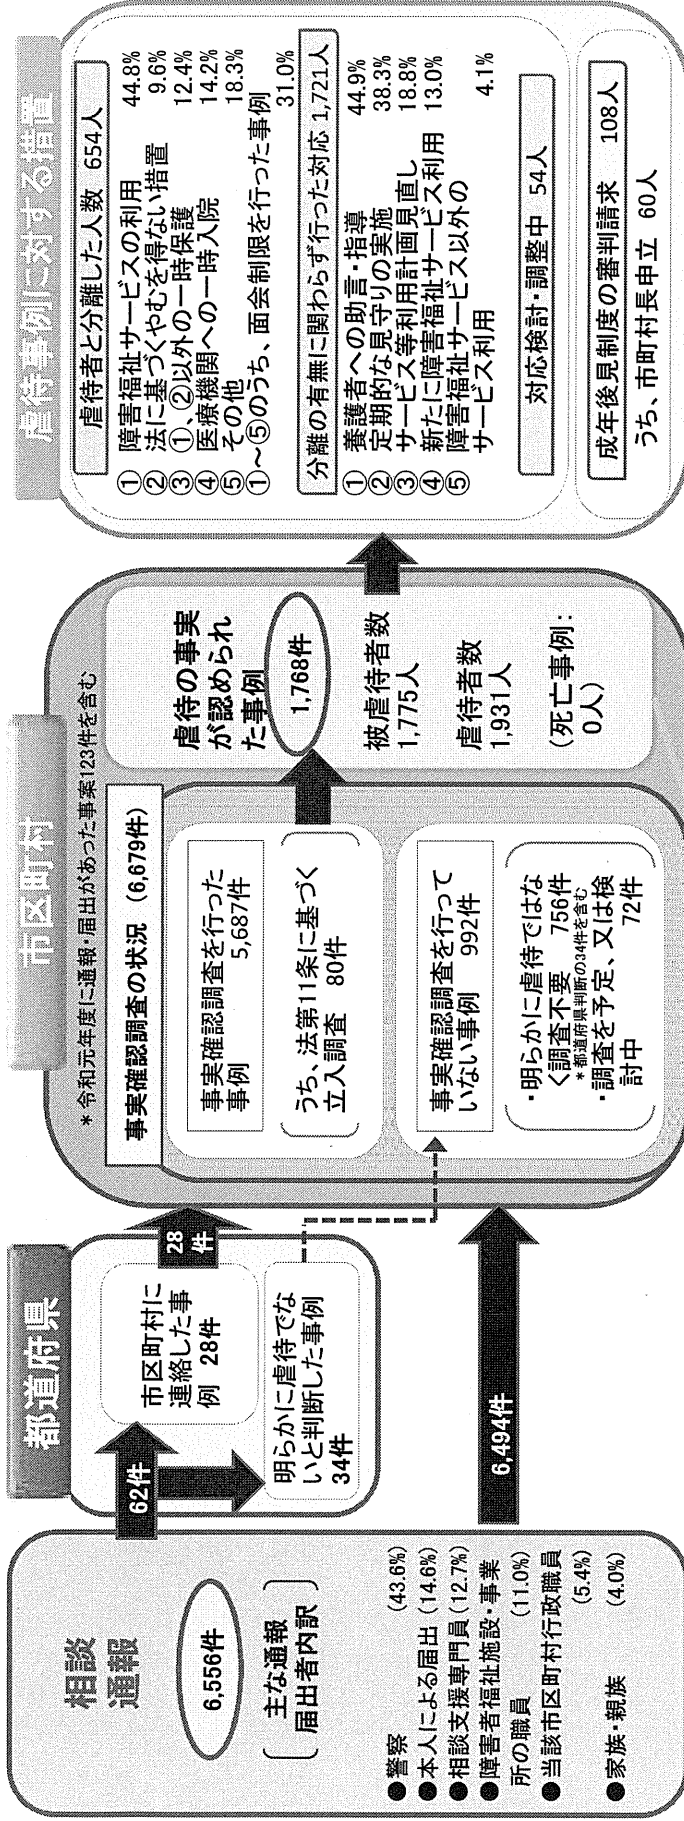 相談
通報
6,556件
主な通報
届出者内訳
●警察 (43.6%)
●本人による届出 (14.6%)
●相談支援専門員 (12.7%)
●障害者福祉施設・事業
所の職員 (11.0%)
●当該市区町村行政職員
(5.4%)
●家族・親族 (4.0%)
都道府県
62件
市区町村に
連絡した事
例 28件
28
件
明らかに虐待でな
いと判断した事例
34件
6,494件
市区町村
*令和元年度に通報・届出があった事案123件を含む
事実確認調査の状況 (6,679件)
事実確認調査を行った
事例 5,687件
うち、法第11条に基づく
立入調査 80件
事実確認調査を行って
いない事例 992件
・明らかに虐待ではな
く調査不要 756件
*都道府県判断の34件を含む
・調査を予定、又は検
討中 72件
虐待の事実
が認められ
た事例
1,768件
被虐待者数
1,775人
虐待者数
1,931人
(死亡事例:
0人)
虐待事例に対する措置
虐待者と分離した人数 654人
① 障害福祉サービスの利用 44.8%
② 法に基づくやむを得ない措置 9.6%
③ ①、②以外の一時保護 12.4%
④ 医療機関への一時入院 14.2%
⑤ その他 18.3%
①~⑤のうち、面会制限を行った事例
31.0%
分離の有無に関わらず行った対応 1,721人
① 養護者への助言・指導 44.9%
② 定期的な見守りの実施 38.3%
③ サービス等利用計画見直し 18.8%
④ 新たに障害福祉サービス利用 13.0%
⑤ 障害福祉サービス以外の
サービス利用 4.1%
対応検討・調整中 54人
成年後見制度の審判請求 108人
うち、市町村長申立 60人